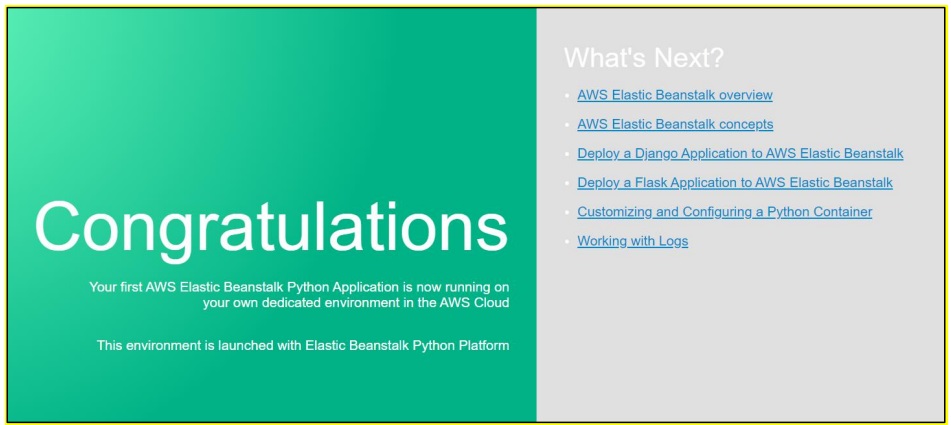 Congratulations
Your first AWS Elastic Beanstalk Python Application is now running on
your own dedicated environment in the AWS Cloud
This environment is launched with Elastic Beanstalk Python Platform
What's Next?
AWS Elastic Beanstalk overview
AWS Elastic Beanstalk concepts
Deploy a Django Application to AWS Elastic Beanstalk
Deploy a Flask Application to AWS Elastic Beanstalk
Customizing and Configuring a Python Container
Working with Logs